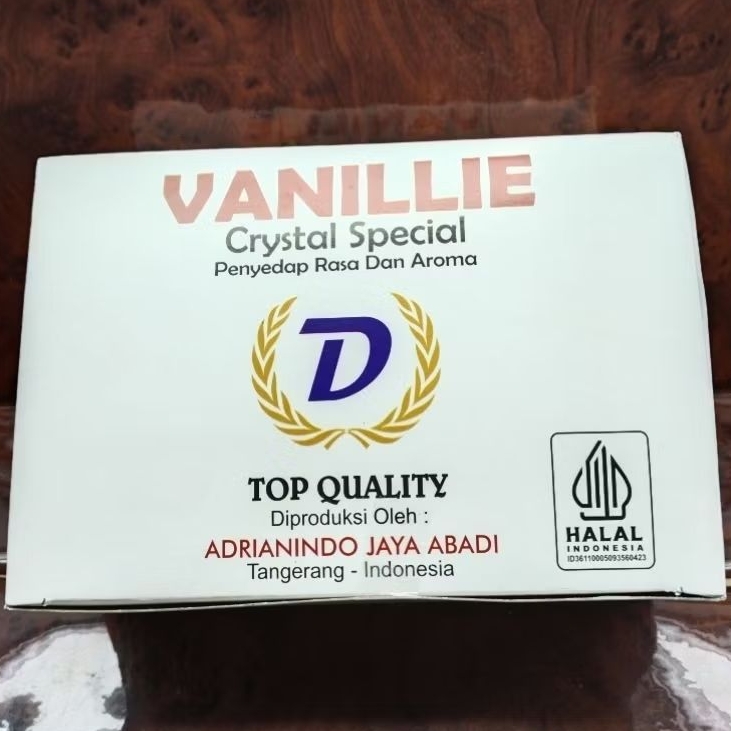 VANILLIE
Crystal Special
Penyedap Rasa Dan Aroma
D
TOP QUALITY
Diproduksi Oleh :
ADRIANINDO JAYA ABADI
Tangerang - Indonesia
HALAL
INDONESIA
ID36110005093560423